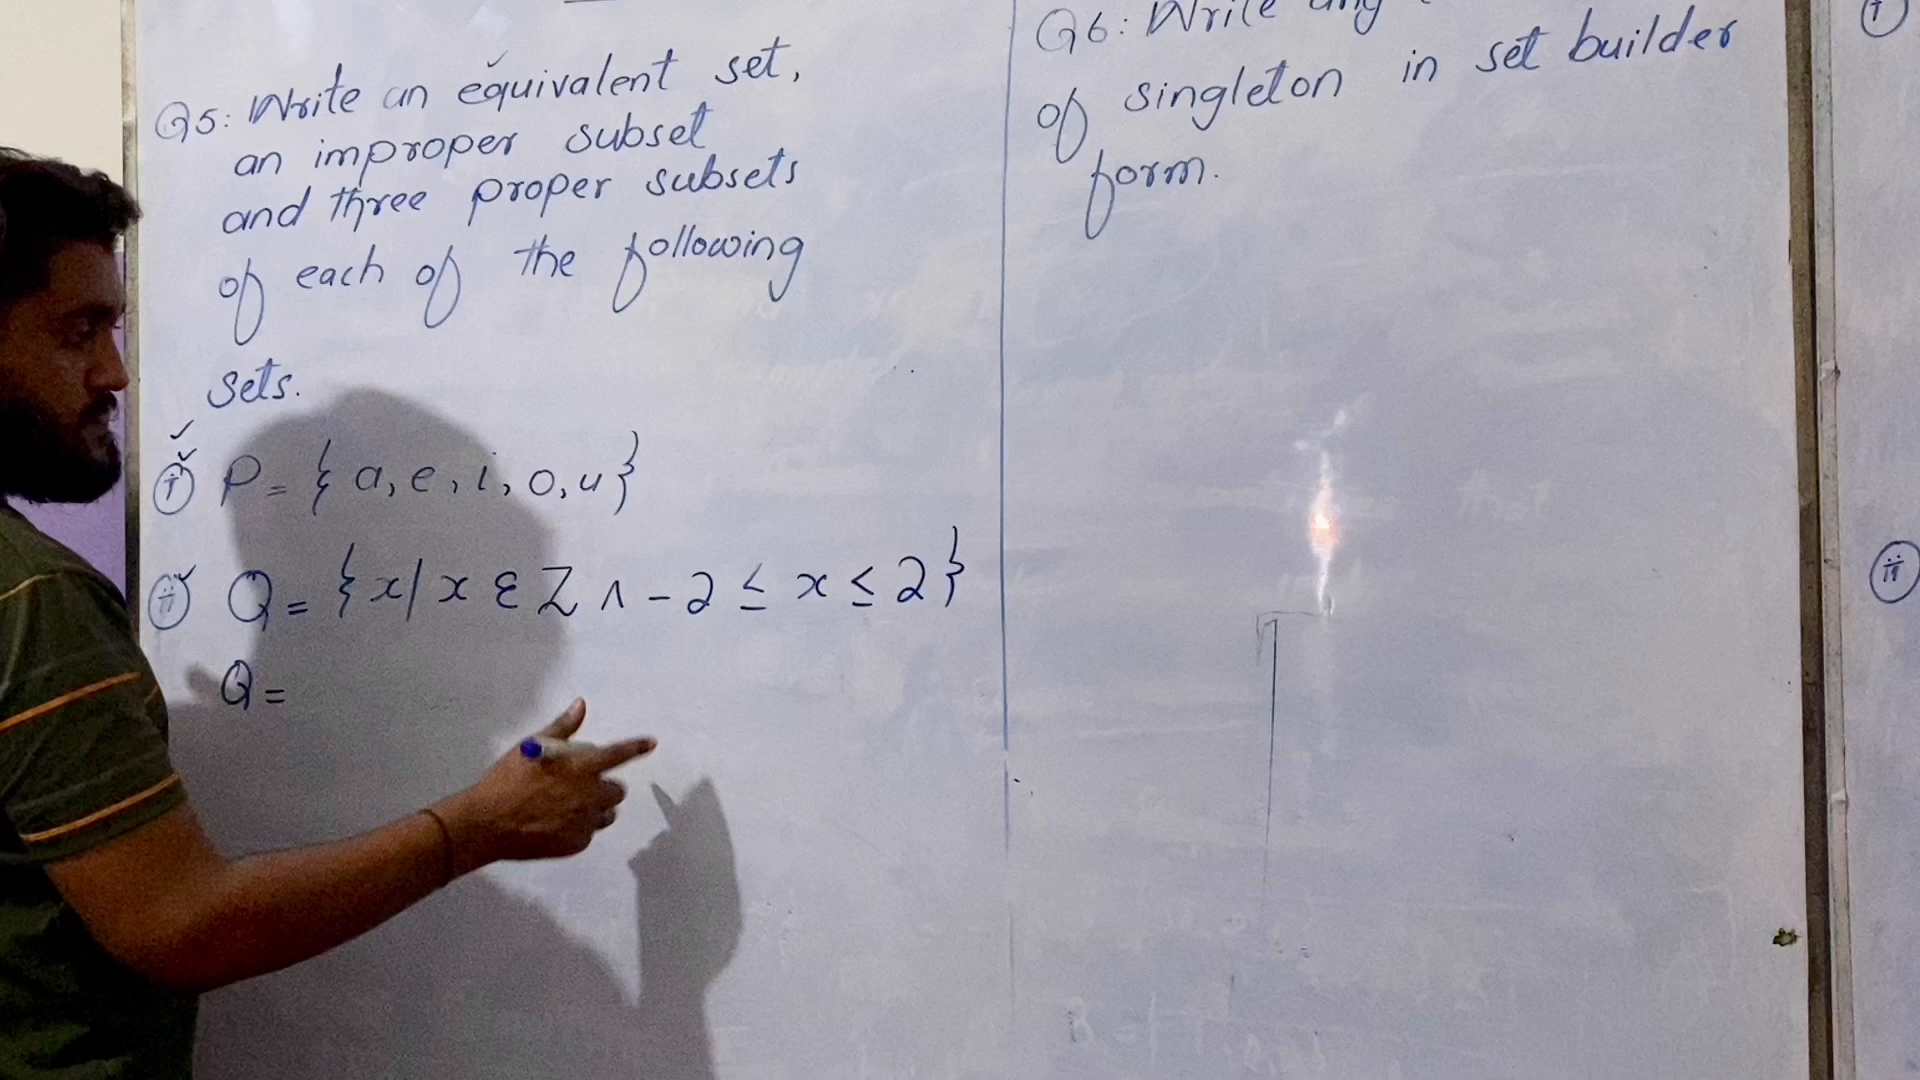 Q5: Write an equivalent set,
an improper subset
and three proper subsets
of each of the following
sets.
(i) P = { a, e, i, o, u }
(ii) Q = { x / x ε Z ∧ - 2 ≤ x ≤ 2 }
Q =
Q6: Write any
of singleton in set builder
form.
(i)
(iii)